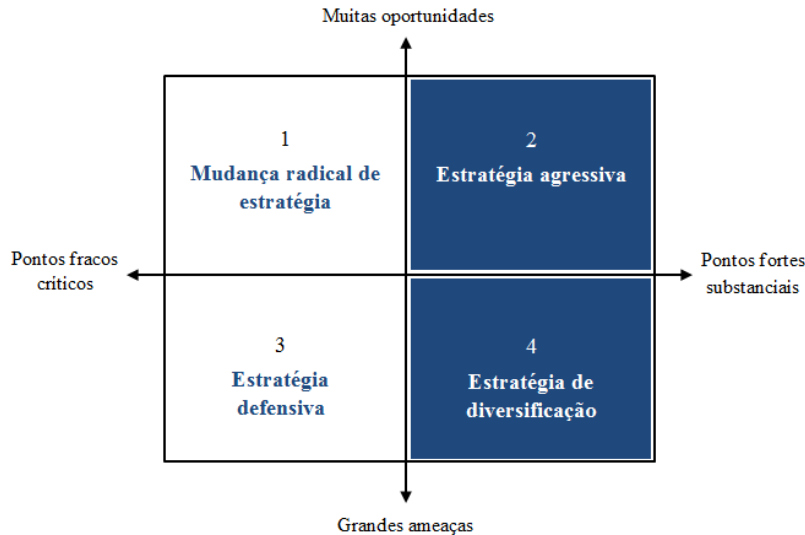 Muitas oportunidades
1
Mudança radical de
estratégia
2
Estratégia agressiva
Pontos fracos
criticos
Pontos fortes
substanciais
3
Estratégia
defensiva
4
Estratégia de
diversificação
Grandes ameaças